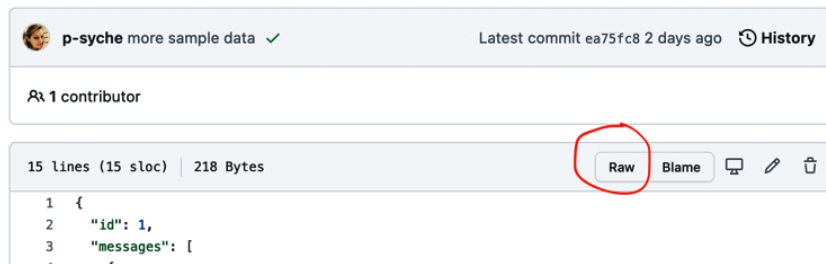 p-syche more sample data Latest commit ea75fc8 2 days ago History
1 contributor
15 lines (15 sloc) 218 Bytes Raw Blame
1 {
2 "id": 1,
3 "messages": [